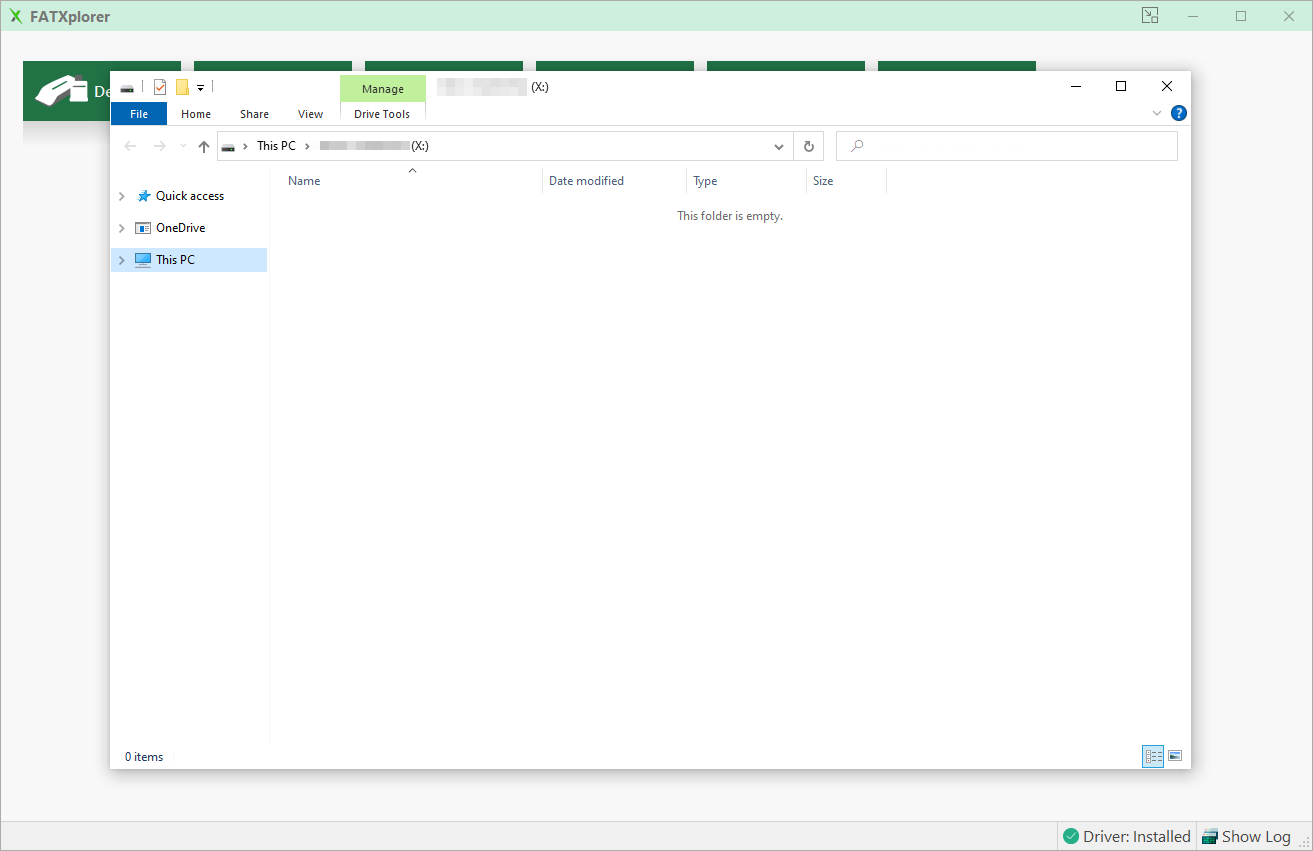 FATXplorer
De
Manage
(X:)
File Home Share View Drive Tools
?
This PC (X:)
Name Date modified Type Size
This folder is empty.
Quick access
OneDrive
This PC
0 items
Driver: Installed Show Log